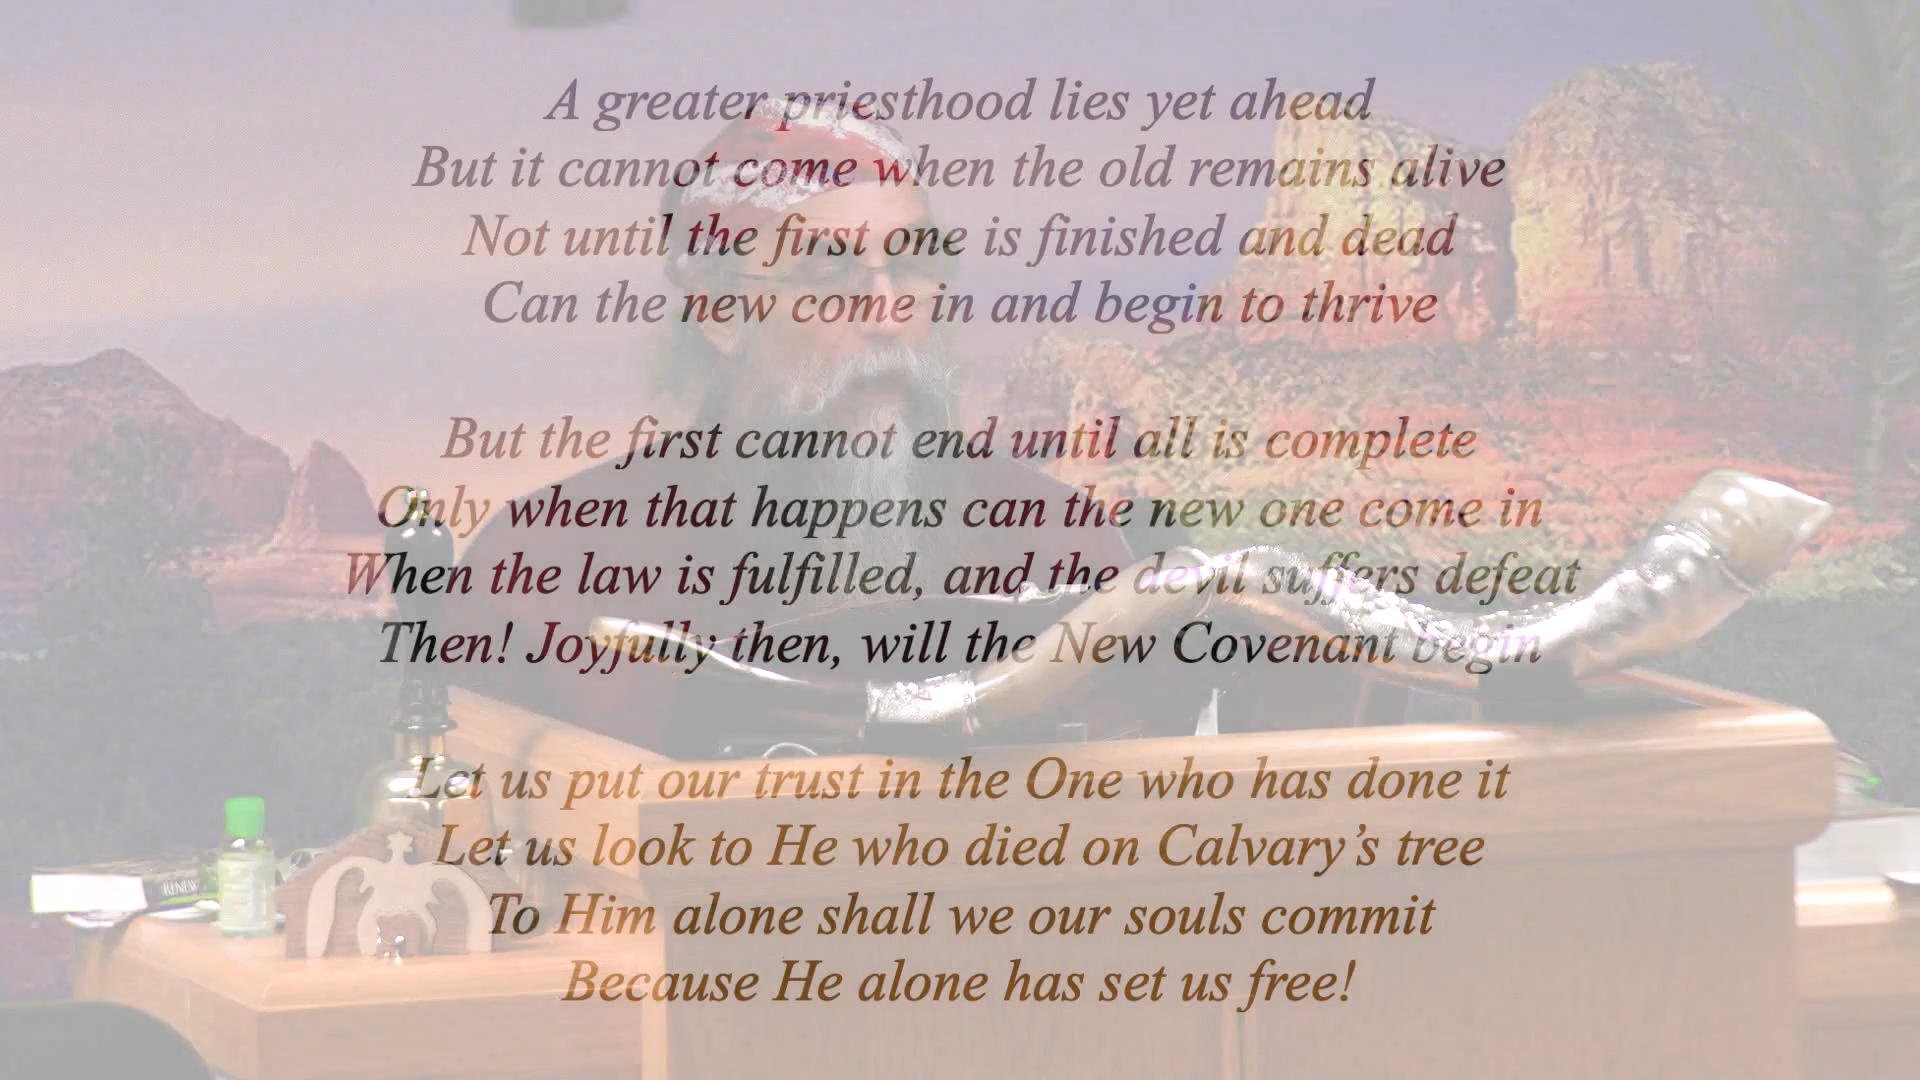 A greater priesthood lies yet ahead
But it cannot come when the old remains alive
Not until the first one is finished and dead
Can the new come in and begin to thrive
But the first cannot end until all is complete
Only when that happens can the new one come in
When the law is fulfilled, and the devil suffers defeat
Then! Joyfully then, will the New Covenant begin
Let us put our trust in the One who has done it
Let us look to He who died on Calvary’s tree
To Him alone shall we our souls commit
Because He alone has set us free!
RENEW